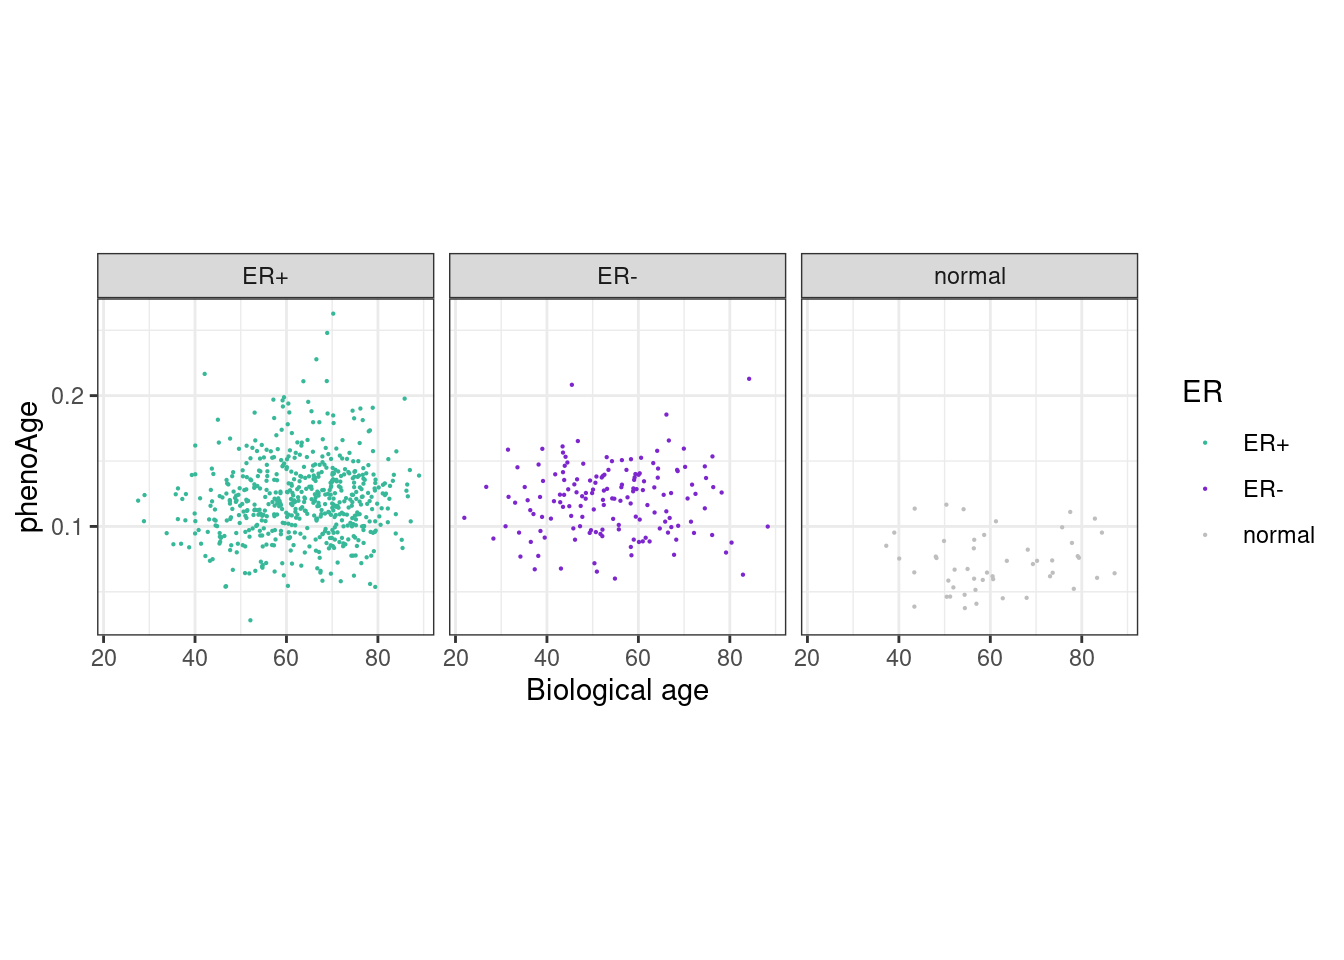 ER+ ER- normal
phenoAge
0.2
0.1
20 40 60 80 20 40 60 80 20 40 60 80
Biological age
ER
ER+
ER-
normal